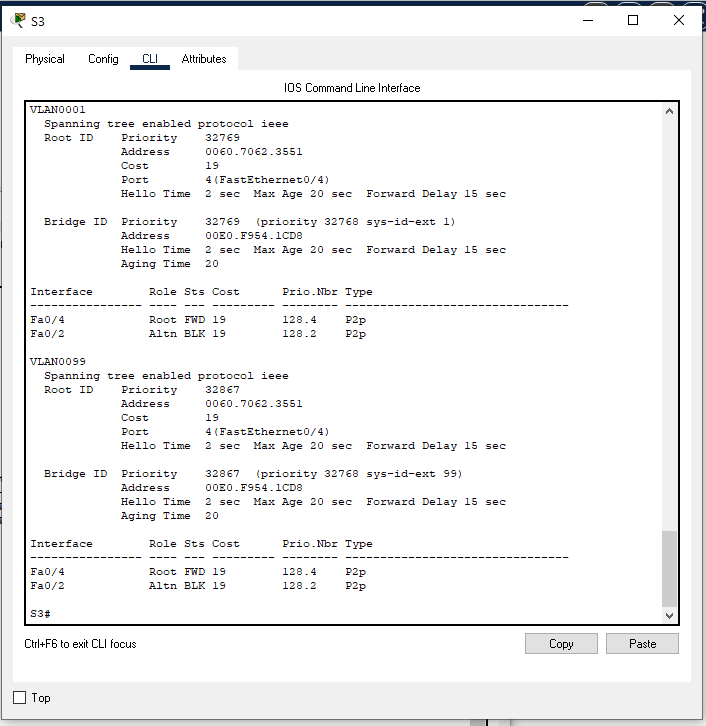 S3
Physical Config CLI Attributes
IOS Command Line Interface
VLAN0001
  Spanning tree enabled protocol ieee
  Root ID    Priority    32769
             Address     0060.7062.3551
             Cost        19
             Port        4(FastEthernet0/4)
             Hello Time  2 sec  Max Age 20 sec  Forward Delay 15 sec

  Bridge ID  Priority    32769  (priority 32768 sys-id-ext 1)
             Address     00E0.F954.1CD8
             Hello Time  2 sec  Max Age 20 sec  Forward Delay 15 sec
             Aging Time  20

Interface        Role Sts Cost      Prio.Nbr Type
---------------- ---- --- --------- -------- --------------------------------
Fa0/4            Root FWD 19        128.4    P2p
Fa0/2            Altn BLK 19        128.2    P2p

VLAN0099
  Spanning tree enabled protocol ieee
  Root ID    Priority    32867
             Address     0060.7062.3551
             Cost        19
             Port        4(FastEthernet0/4)
             Hello Time  2 sec  Max Age 20 sec  Forward Delay 15 sec

  Bridge ID  Priority    32867  (priority 32768 sys-id-ext 99)
             Address     00E0.F954.1CD8
             Hello Time  2 sec  Max Age 20 sec  Forward Delay 15 sec
             Aging Time  20

Interface        Role Sts Cost      Prio.Nbr Type
---------------- ---- --- --------- -------- --------------------------------
Fa0/4            Root FWD 19        128.4    P2p
Fa0/2            Altn BLK 19        128.2    P2p

S3#
Ctrl+F6 to exit CLI focus
Copy
Paste
Top